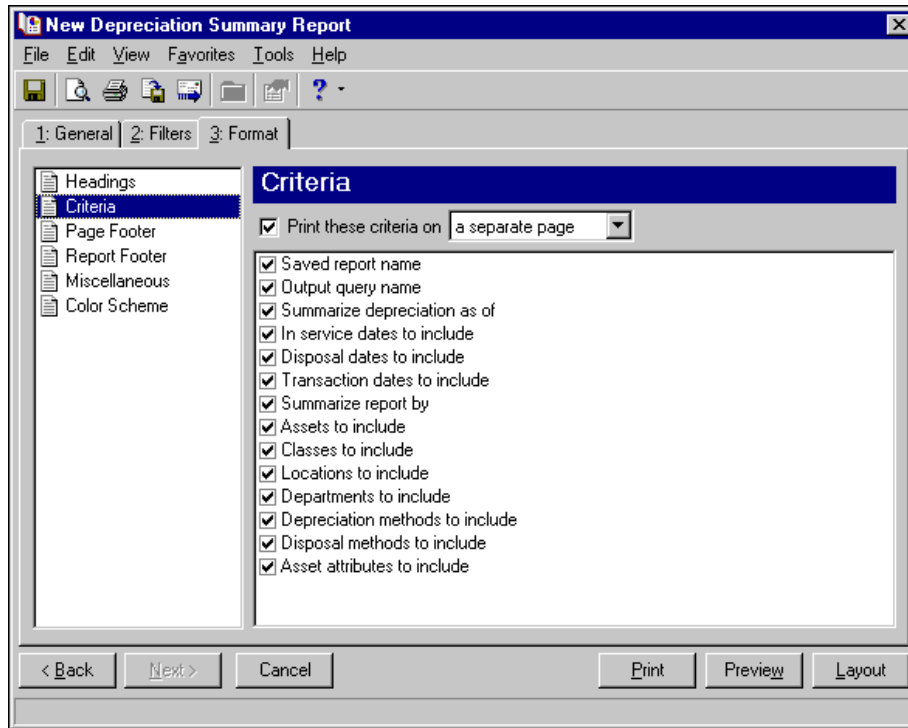 New Depreciation Summary Report
File Edit View Favorites Tools Help
1: General 2: Filters 3: Format
Headings
Criteria
Page Footer
Report Footer
Miscellaneous
Color Scheme
Criteria
Print these criteria on a separate page
Saved report name
Output query name
Summarize depreciation as of
In service dates to include
Disposal dates to include
Transaction dates to include
Summarize report by
Assets to include
Classes to include
Locations to include
Departments to include
Depreciation methods to include
Disposal methods to include
Asset attributes to include
< Back Next > Cancel Print Preview Layout